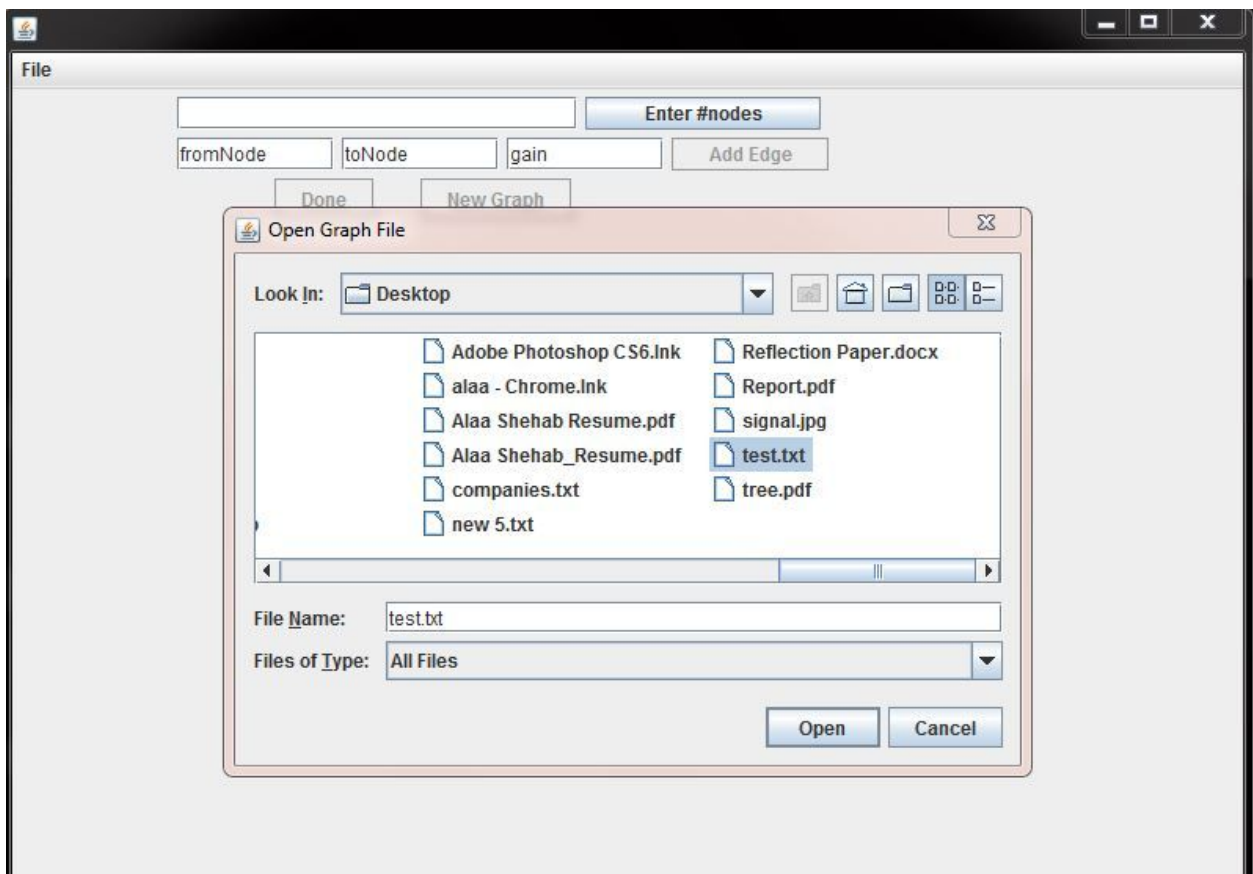 File
Enter #nodes
fromNode toNode gain Add Edge
Done New Graph
Open Graph File
Look In: Desktop
Adobe Photoshop CS6.lnk Reflection Paper.docx
alaa - Chrome.lnk Report.pdf
Alaa Shehab Resume.pdf signal.jpg
Alaa Shehab_Resume.pdf test.txt
companies.txt tree.pdf
new 5.txt
File Name: test.txt
Files of Type: All Files
Open Cancel